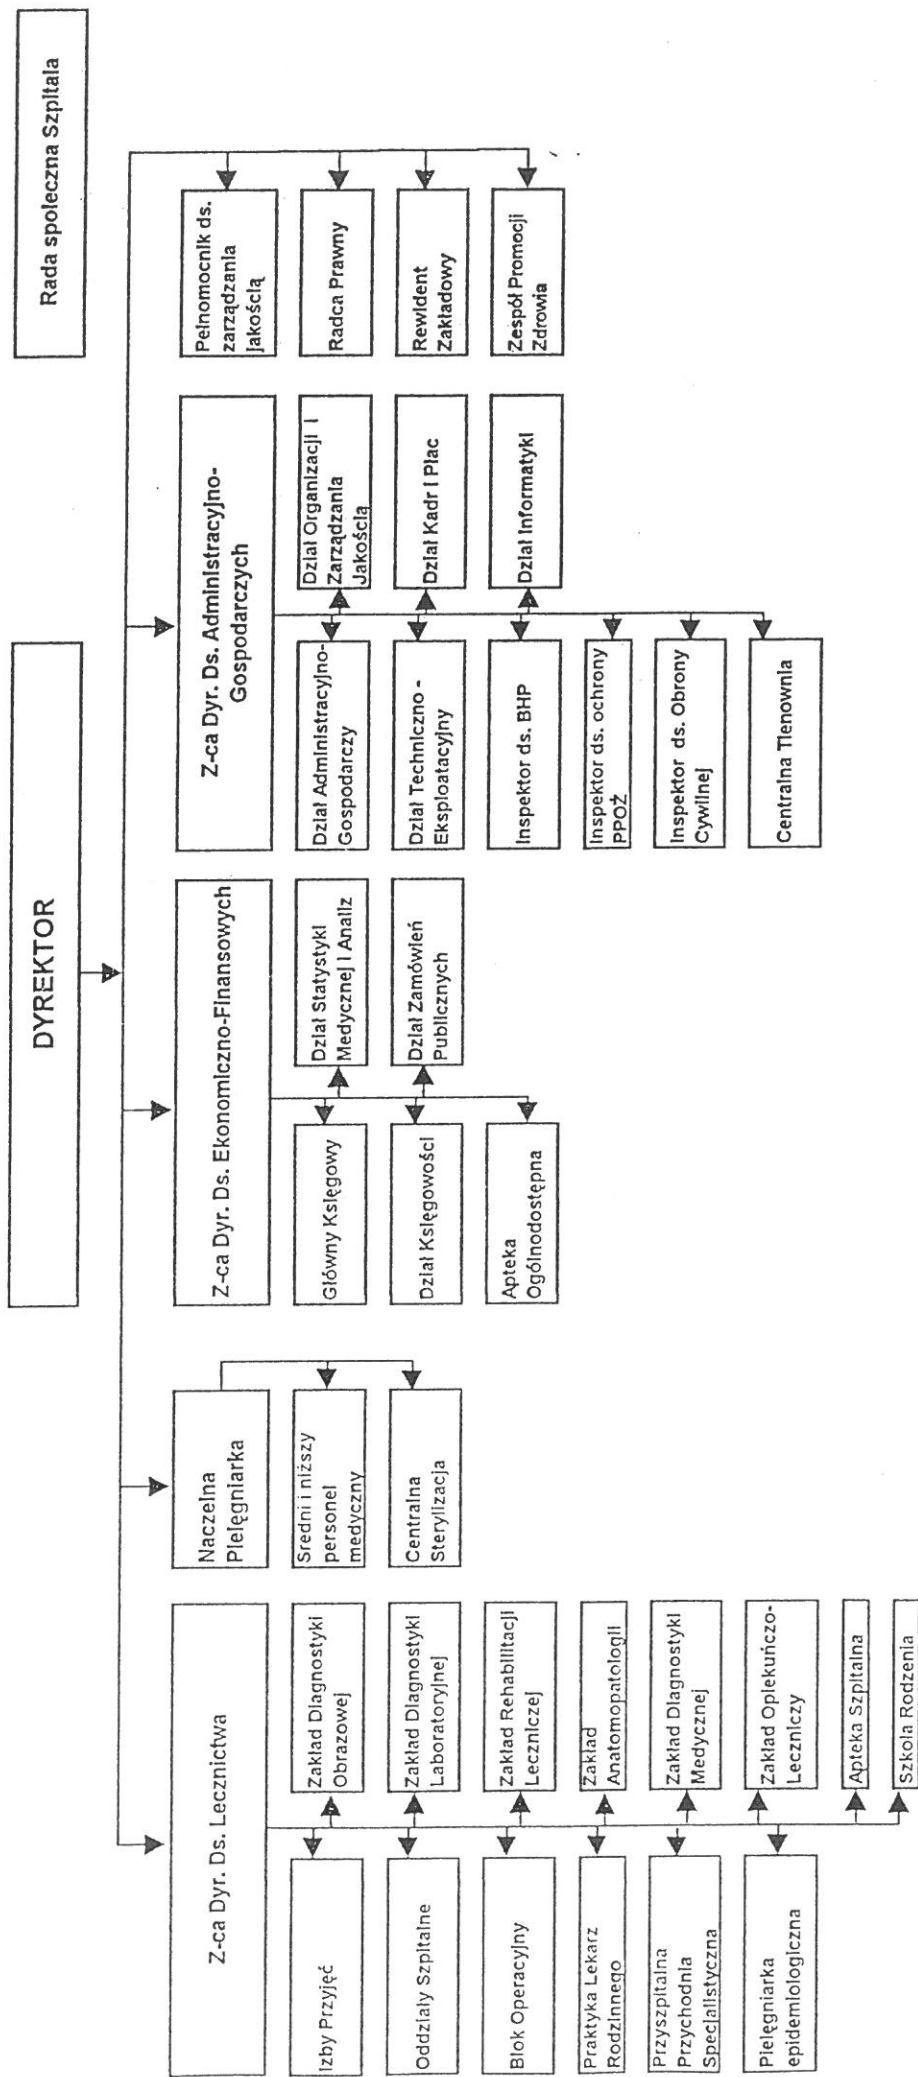 DYREKTOR
Rada społeczna Szpitala
Z-ca Dyr. Ds. Lecznictwa
Izby Przyjęć
Oddziały Szpitalne
Blok Operacyjny
Praktyka Lekarz
Rodzinnego
Przyszpitalna
Przychodnia
Specjalistyczna
Pielęgniarka
epidemiologiczna
Zakład Diagnostyki
Obrazowej
Zakład Diagnostyki
Laboratoryjnej
Zakład Rehabilitacji
Leczniczej
Zakład
Anatomopatologii
Zakład Diagnostyki
Medycznej
Zakład Opiekuńczo-
Leczniczy
Apteka Szpitalna
Szkoła Rodzenia
Naczelna
Pielęgniarka
Sredni i niższy
personel
medyczny
Centralna
Sterylizacja
Z-ca Dyr. Ds. Ekonomiczno-Finansowych
Główny Księgowy
Dział Księgowości
Apteka
Ogólnodostępna
Dział Statystyki
Medycznej i Analiz
Dział Zamówień
Publicznych
Z-ca Dyr. Ds. Administracyjno-
Gospodarczych
Dział Administracyjno-
Gospodarczy
Dział Techniczno -
Eksploatacyjny
Inspektor ds. BHP
Inspektor ds. ochrony
PPOŻ
Inspektor ds. Obrony
Cywilnej
Centralna Tlenownia
Dział Organizacji i
Zarządzania
Jakością
Dział Kadr i Płac
Dział Informatyki
Pełnomocnik ds.
zarządzania
jakością
Radca Prawny
Rewident
Zakładowy
Zespół Promocji
Zdrowia